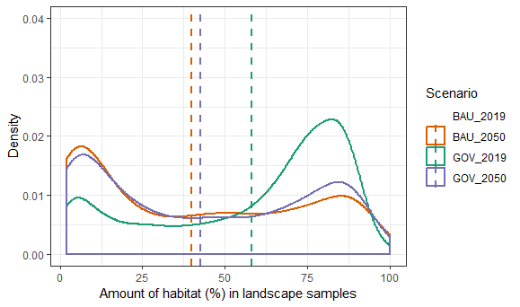 0.04
0.03
0.02
0.01
0.00
Density
0 25 50 75 100
Amount of habitat (%) in landscape samples
Scenario
BAU_2019
BAU_2050
GOV_2019
GOV_2050